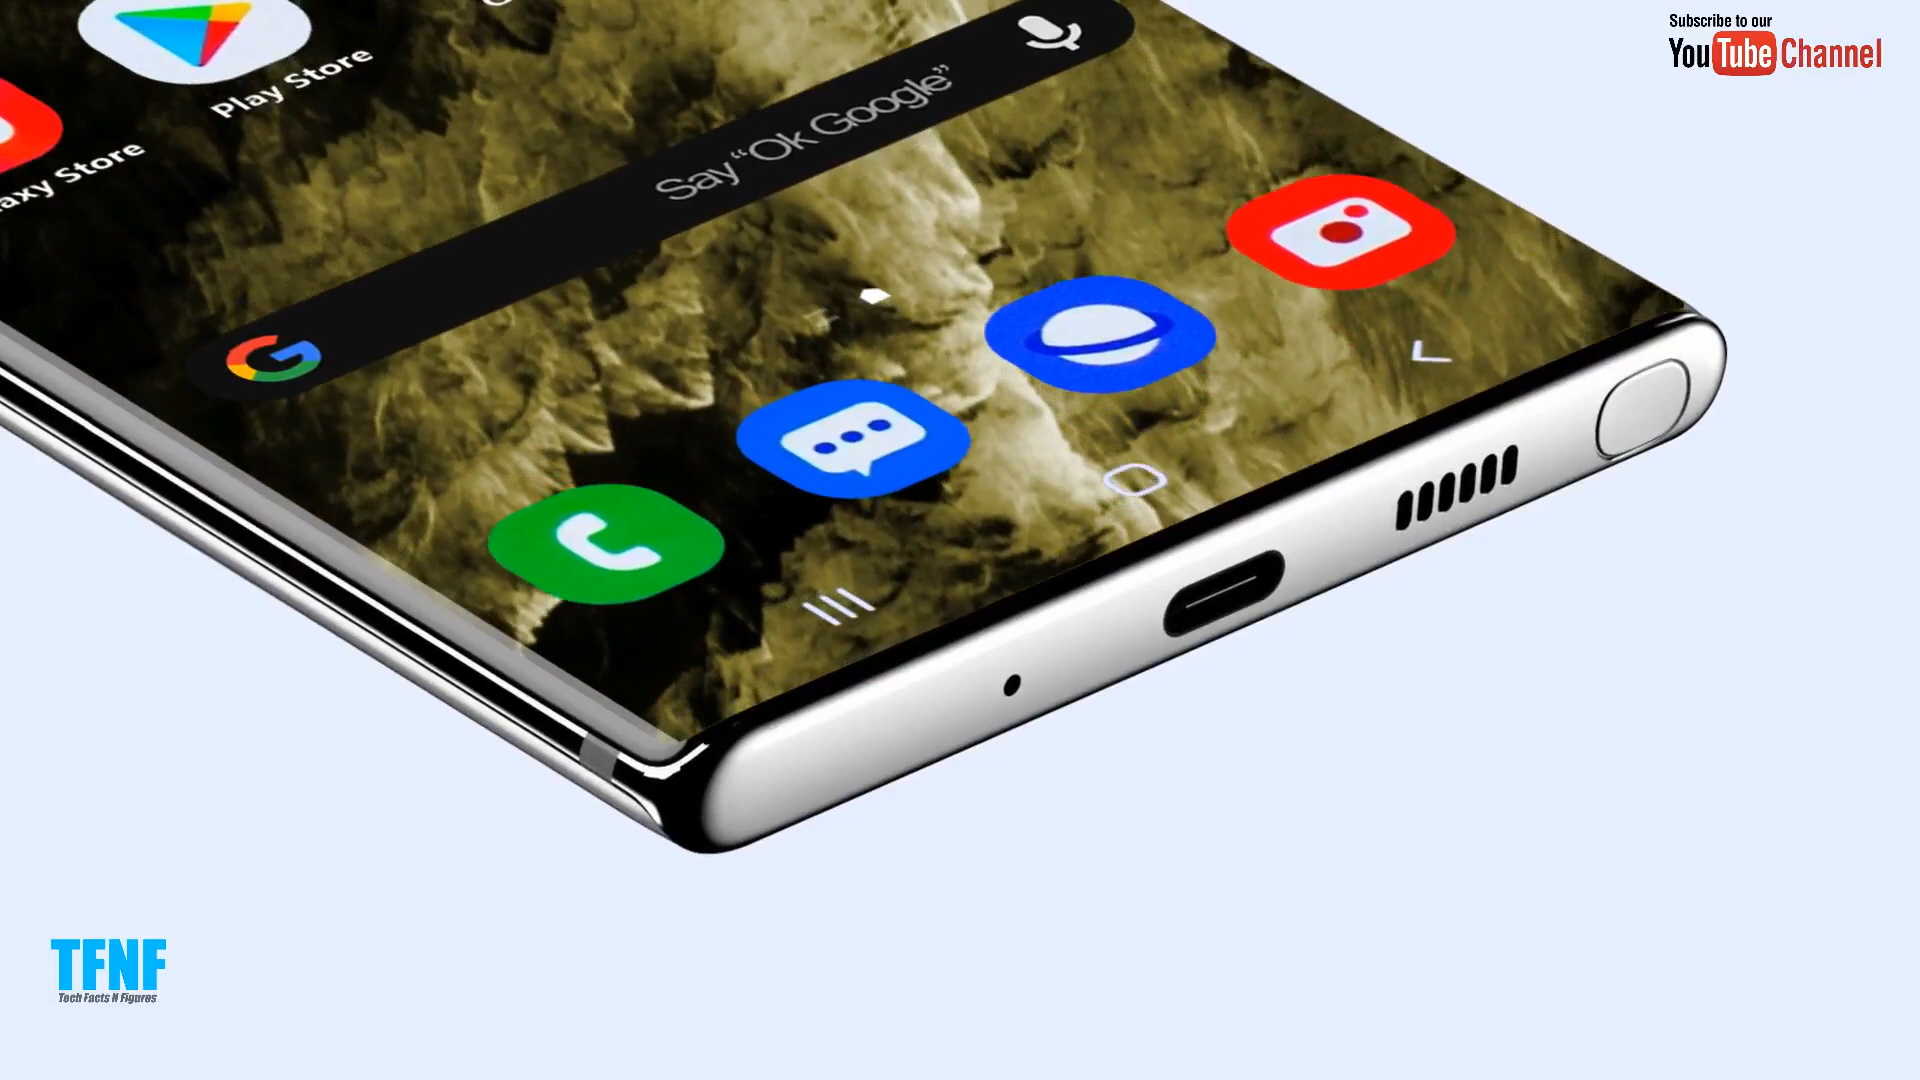 Subscribe to our
YouTube Channel
Play Store
axy Store
Say “Ok Google”
G
TFNF
Tech Facts N Figures